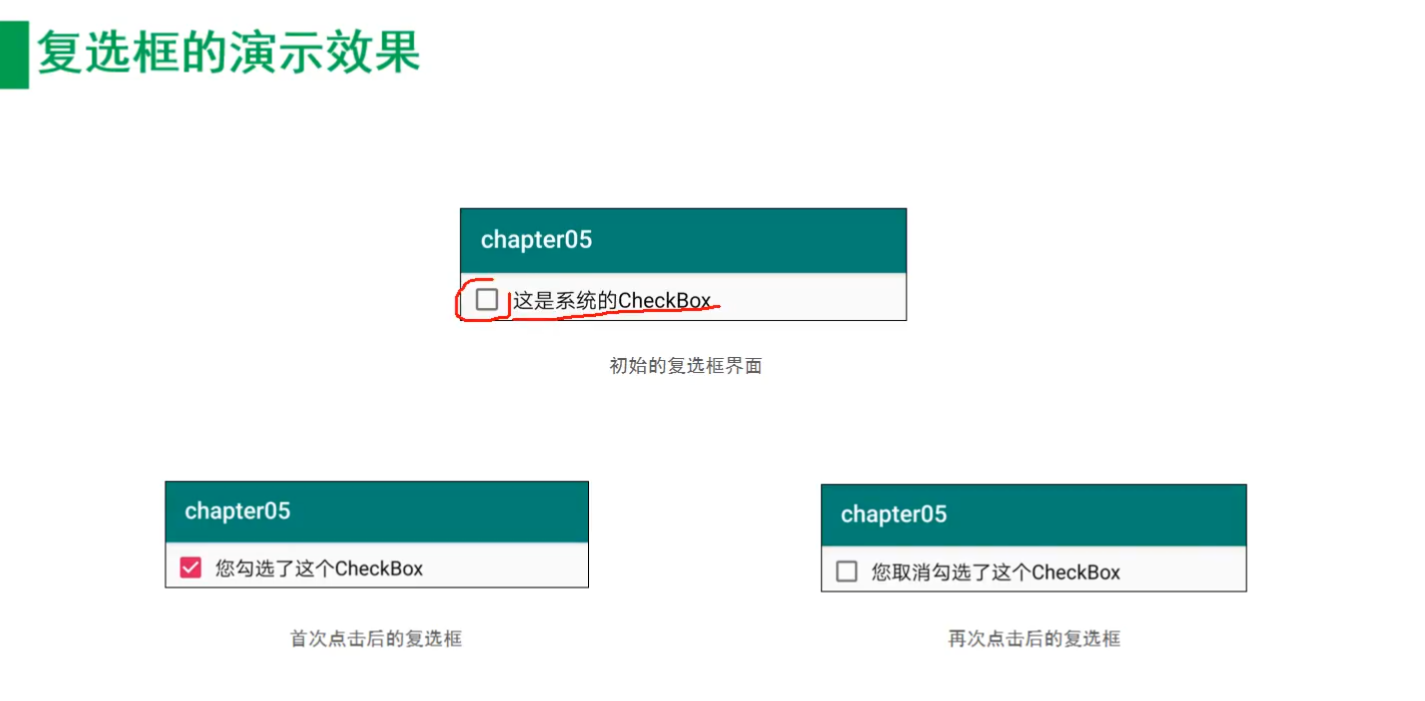 复选框的演示效果
chapter05
这是系统的CheckBox
初始的复选框界面
chapter05
您勾选了这个CheckBox
首次点击后的复选框
chapter05
您取消勾选了这个CheckBox
再次点击后的复选框